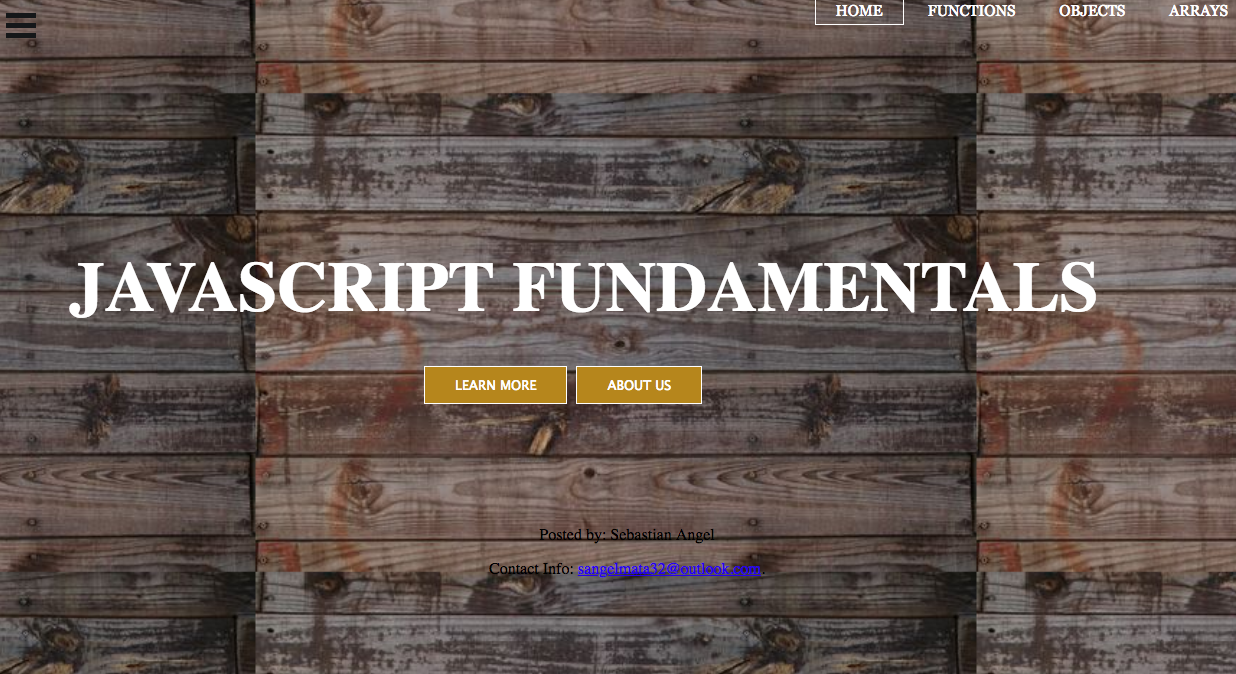 HOME FUNCTIONS OBJECTS ARRAYS
JAVASCRIPT FUNDAMENTALS
LEARN MORE ABOUT US
Posted by: Sebastian Angel
Contact Info: sangelmata32@outlook.com.